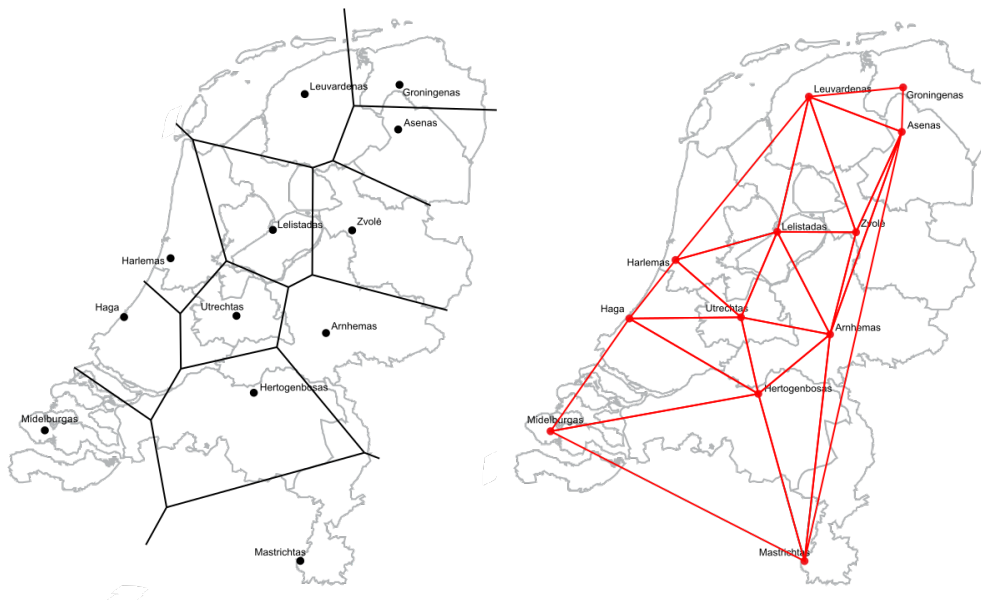 Leuvardenas
Groningenas
Asenas
Lelistadas
Zvolė
Harlemas
Haga
Utrechtas
Arnhemas
Hertogenbosas
Midelburgas
Mastrichtas
Leuvardenas
Groningenas
Asenas
Lelistadas
Zvolė
Harlemas
Haga
Utrechtas
Arnhemas
Hertogenbosas
Midelburgas
Mastrichtas